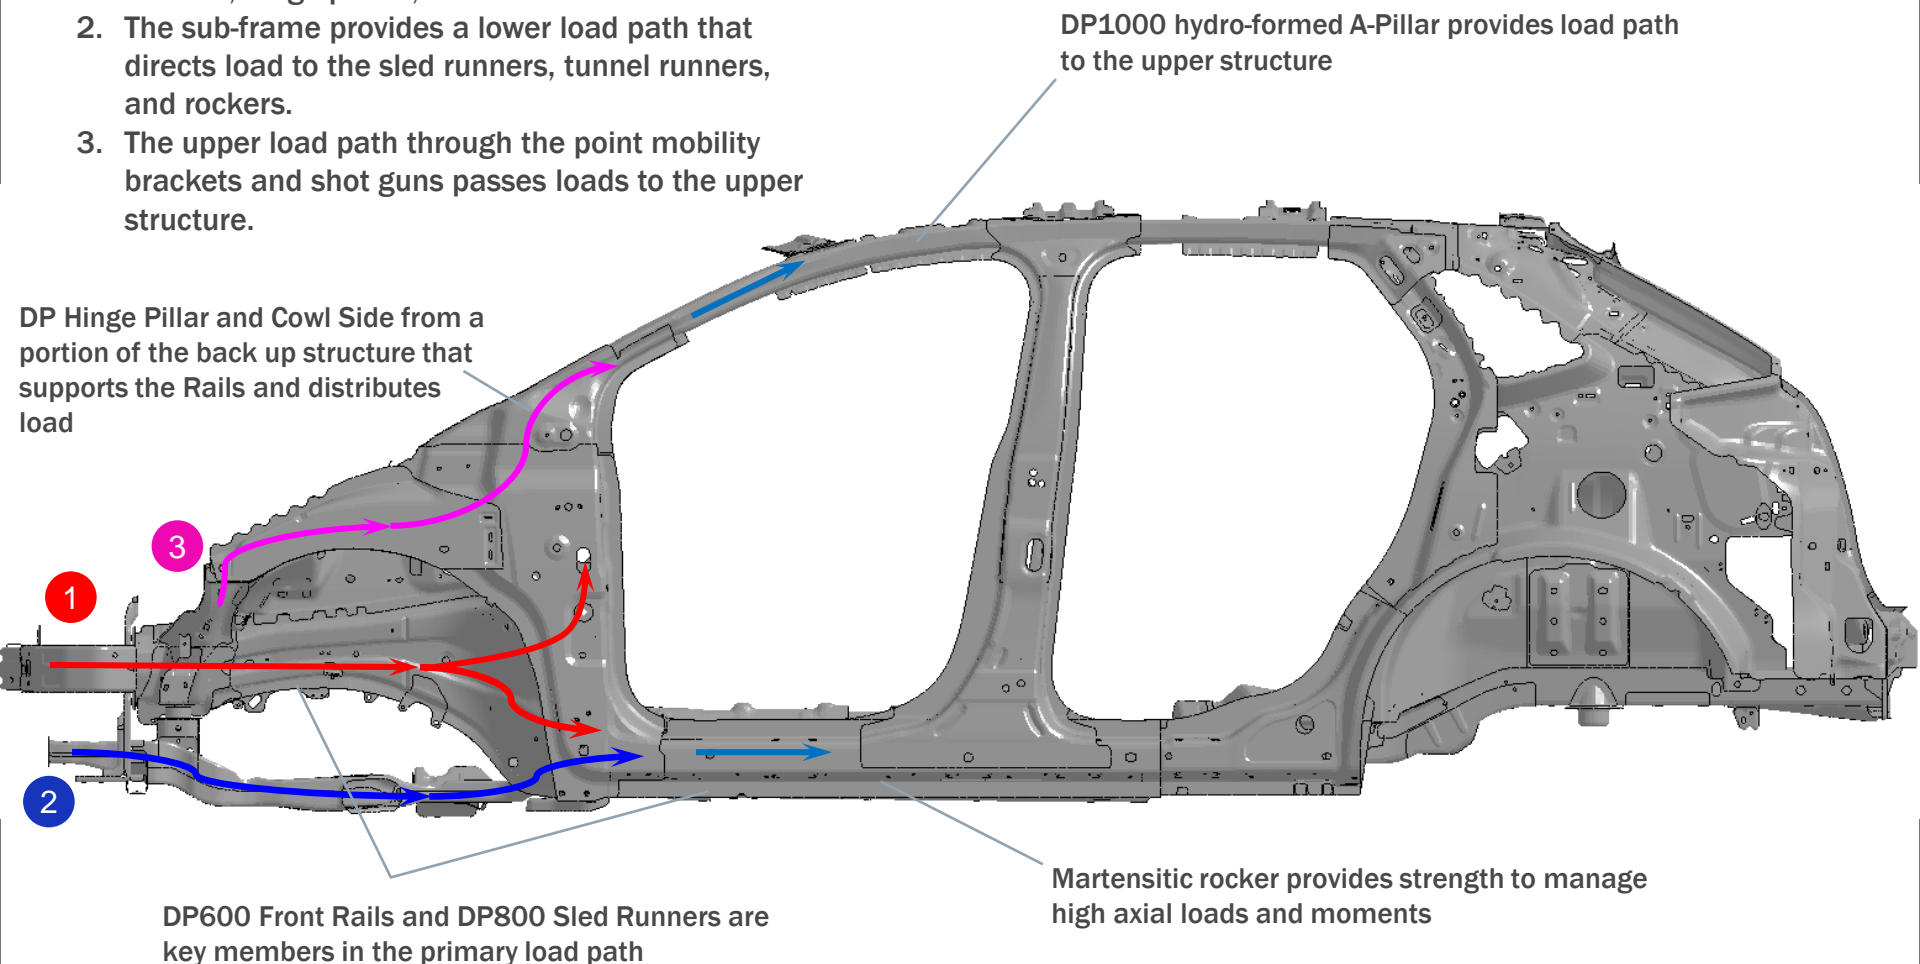 2. The sub-frame provides a lower load path that
directs load to the sled runners, tunnel runners,
and rockers.
3. The upper load path through the point mobility
brackets and shot guns passes loads to the upper
structure.
DP1000 hydro-formed A-Pillar provides load path
to the upper structure
DP Hinge Pillar and Cowl Side from a
portion of the back up structure that
supports the Rails and distributes
load
3
1
2
DP600 Front Rails and DP800 Sled Runners are
key members in the primary load path
Martensitic rocker provides strength to manage
high axial loads and moments